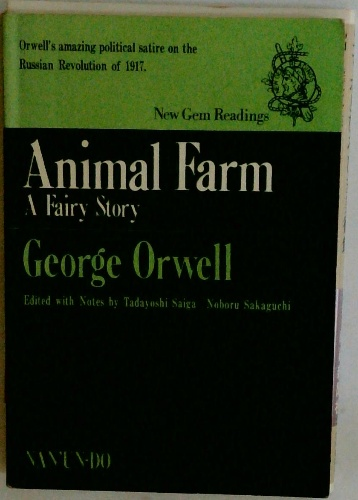 Orwell's amazing political satire on the
Russian Revolution of 1917.
New Gem Readings
Animal Farm
A Fairy Story
George Orwell
Edited with Notes by Tadayoshi Saiga Noboru Sakaguchi
NAN'UN-DO